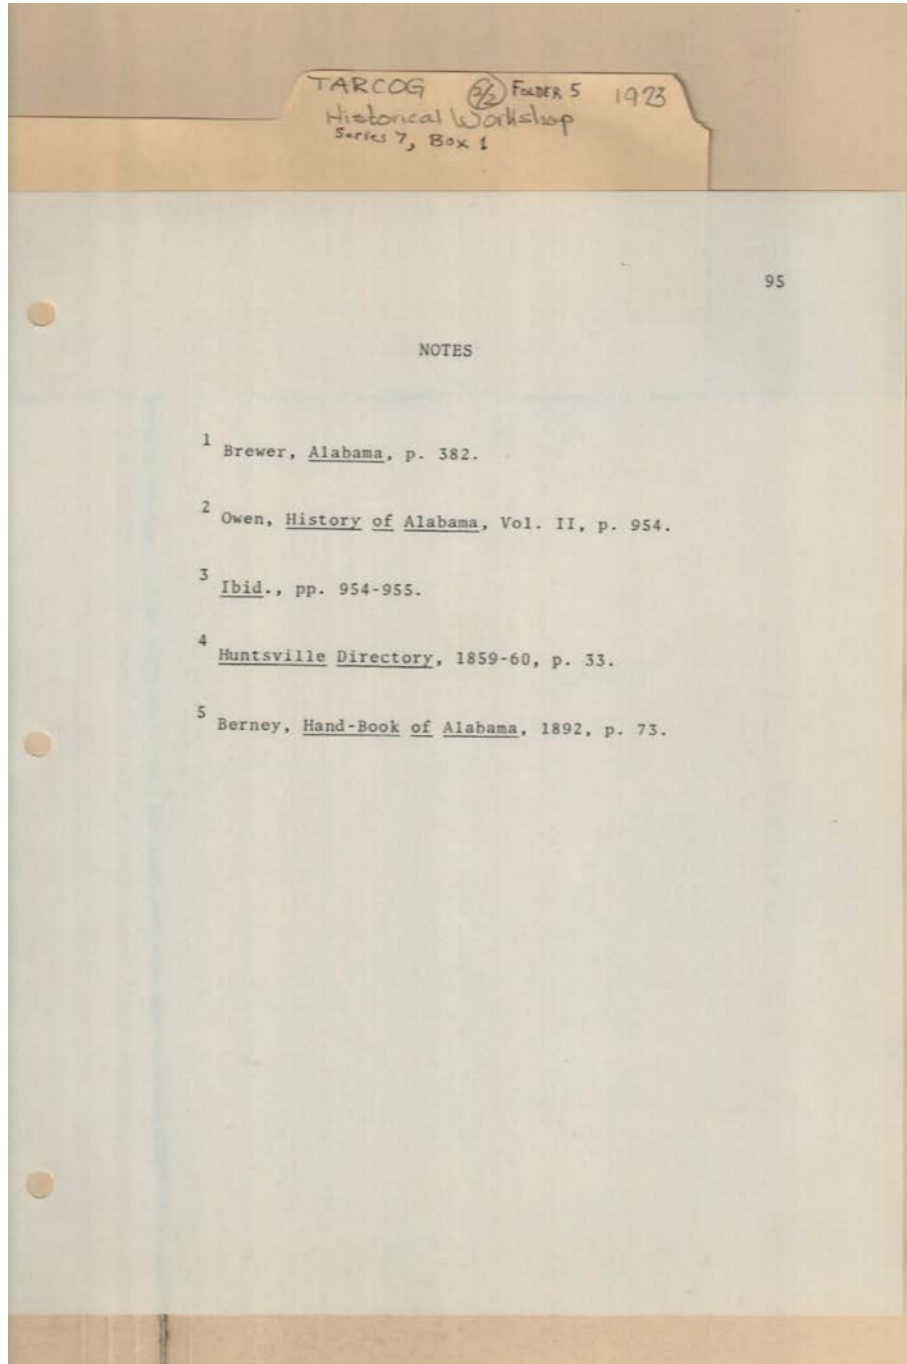 TARCOG 2/2 FOLDER 5 1973
Historical Workshop
Series 7, Box 1
95
NOTES
1 Brewer, Alabama, p. 382.
2 Owen, History of Alabama, Vol. II, p. 954.
3 Ibid., pp. 954-955.
4 Huntsville Directory, 1859-60, p. 33.
5 Berney, Hand-Book of Alabama, 1892, p. 73.